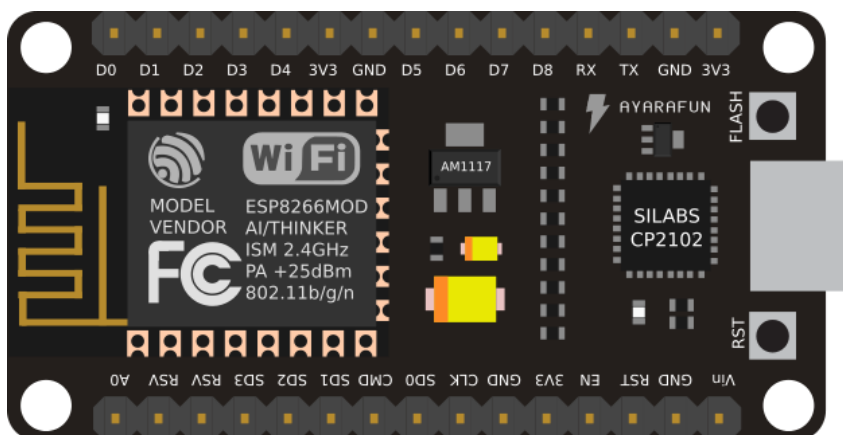 D0 D1 D2 D3 D4 3V3 GND D5 D6 D7 D8 RX TX GND 3V3
AYARAFUN
FLASH
WiFi
AM1117
MODEL ESP8266MOD
VENDOR AI/THINKER
ISM 2.4GHz
PA +25dBm
802.11b/g/n
FC
SILABS
CP2102
RST
A0 RSV RSV SD3 SD2 SD1 CMD SD0 CLK GND 3V3 EN RST GND Vin